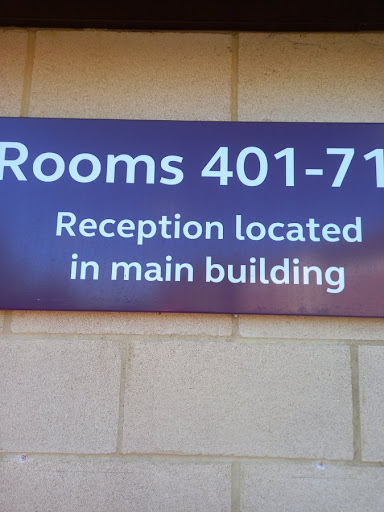 Rooms 401-71
Reception located
in main building